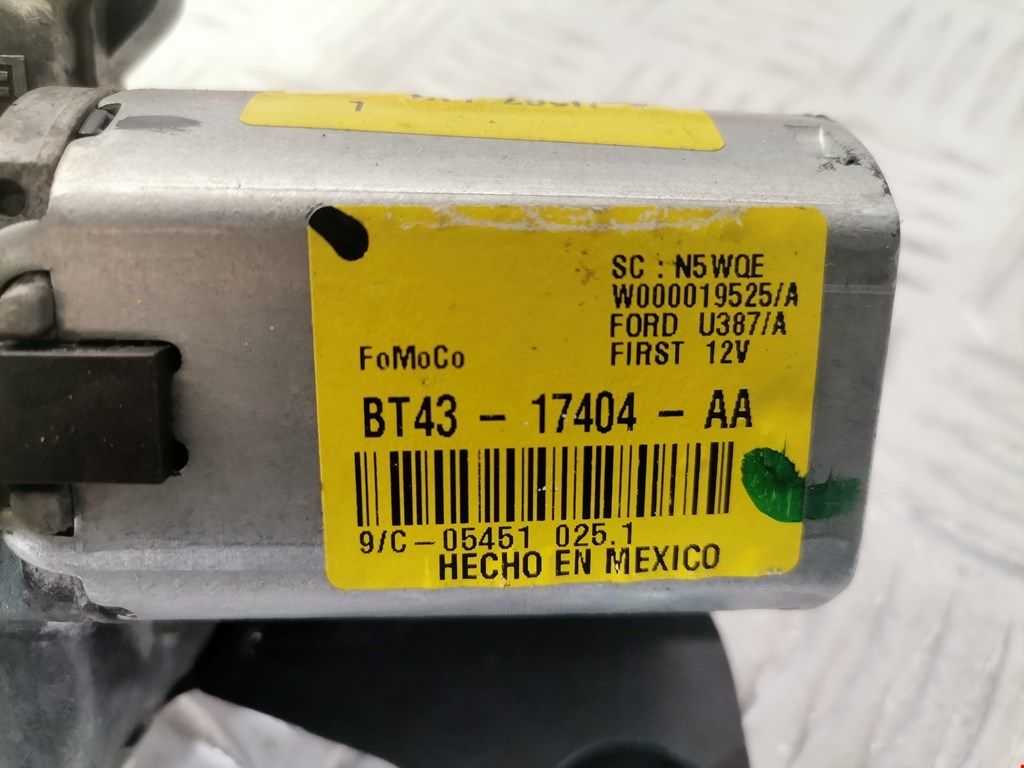 SC : N5WQE
W000019525/A
FORD U387/A
FIRST 12V
FoMoCo
BT43 - 17404 - AA
9/C-05451 025.1
HECHO EN MEXICO